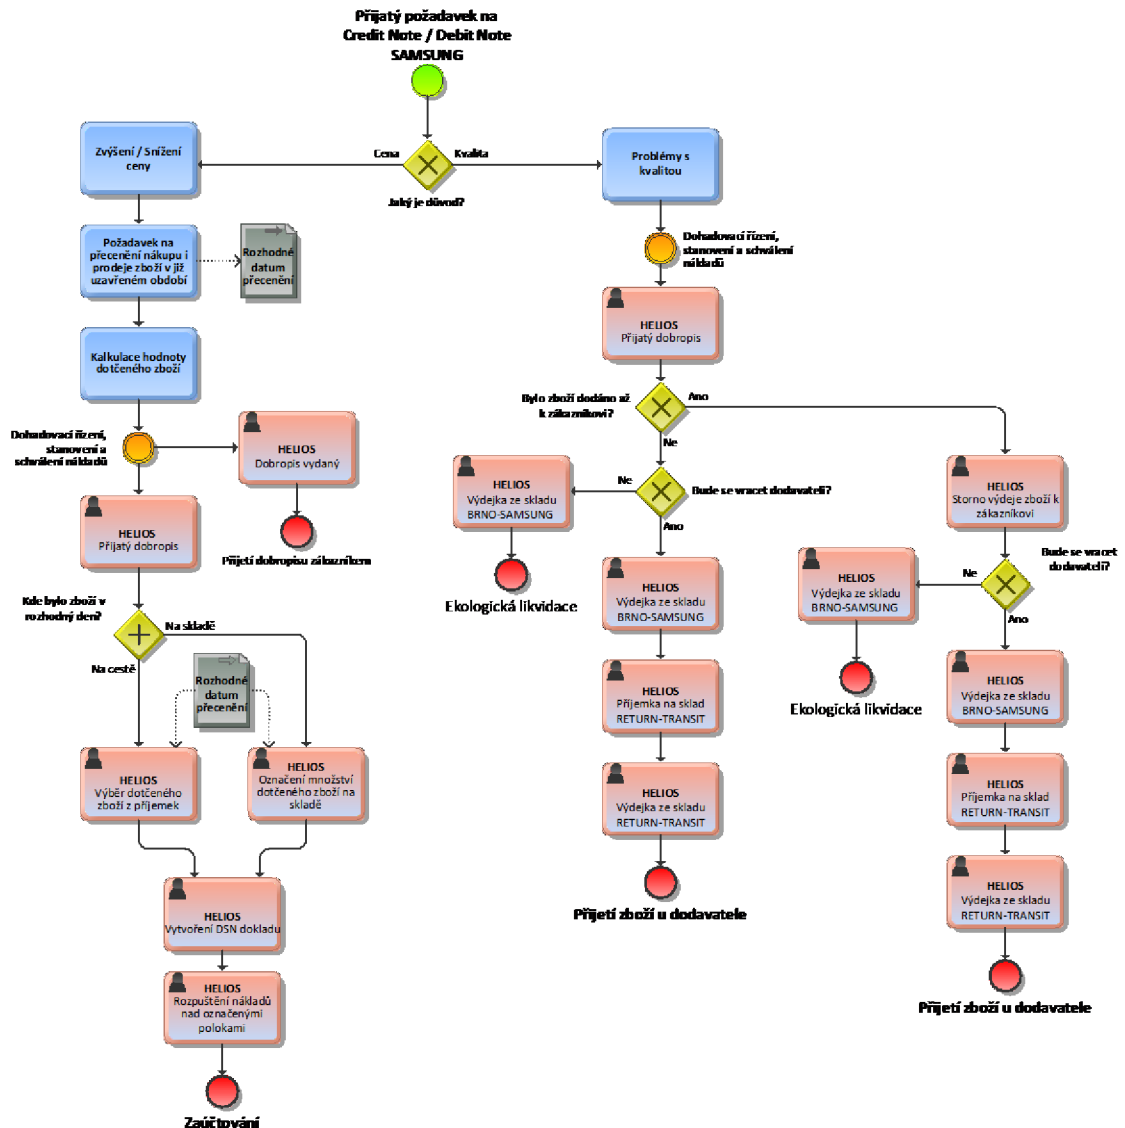 Přijatý požadavek na
Credit Note / Debit Note
SAMSUNG
Cena
Kvalita
Jaký je důvod?
Zvýšení / Snížení
ceny
Problémy s
kvalitou
Požadavek na
přecenění nákupu i
prodeje zboží v již
uzavřeném období
Rozhodné
datum
přecenění
Dohadovací řízení,
stanovení a schválení
nákladů
HELIOS
Přijatý dobropis
Kalkulace hodnoty
dotčeného zboží
Bylo zboží dodáno až
k zákazníkovi?
Ano
Ne
Dohadovací řízení,
stanovení a
schválení nákladů
HELIOS
Dobropis vydaný
Přijetí dobropisu zákazníkem
HELIOS
Přijatý dobropis
HELIOS
Výdejka ze skladu
BRNO-SAMSUNG
Ne
Bude se vracet dodavateli?
Ano
Ekologická likvidace
HELIOS
Storno výdeje zboží k
zákazníkovi
Bude se vracet
dodavateli?
Ne
Ano
HELIOS
Výdejka ze skladu
BRNO-SAMSUNG
Ekologická likvidace
Kde bylo zboží v
rozhodný den?
Na skladě
Na cestě
Rozhodné
datum
přecenění
HELIOS
Výdejka ze skladu
BRNO-SAMSUNG
HELIOS
Příjemka na sklad
RETURN-TRANSIT
HELIOS
Výdejka ze skladu
RETURN-TRANSIT
Přijetí zboží u dodavatele
HELIOS
Výdejka ze skladu
BRNO-SAMSUNG
HELIOS
Příjemka na sklad
RETURN-TRANSIT
HELIOS
Výdejka ze skladu
RETURN-TRANSIT
Přijetí zboží u dodavatele
HELIOS
Výběr dotčeného
zboží z příjemek
HELIOS
Označení množství
dotčeného zboží na
skladě
HELIOS
Vytvoření DSN dokladu
HELIOS
Rozpuštění nákladů
nad označenými
polokami
Zaúčtování